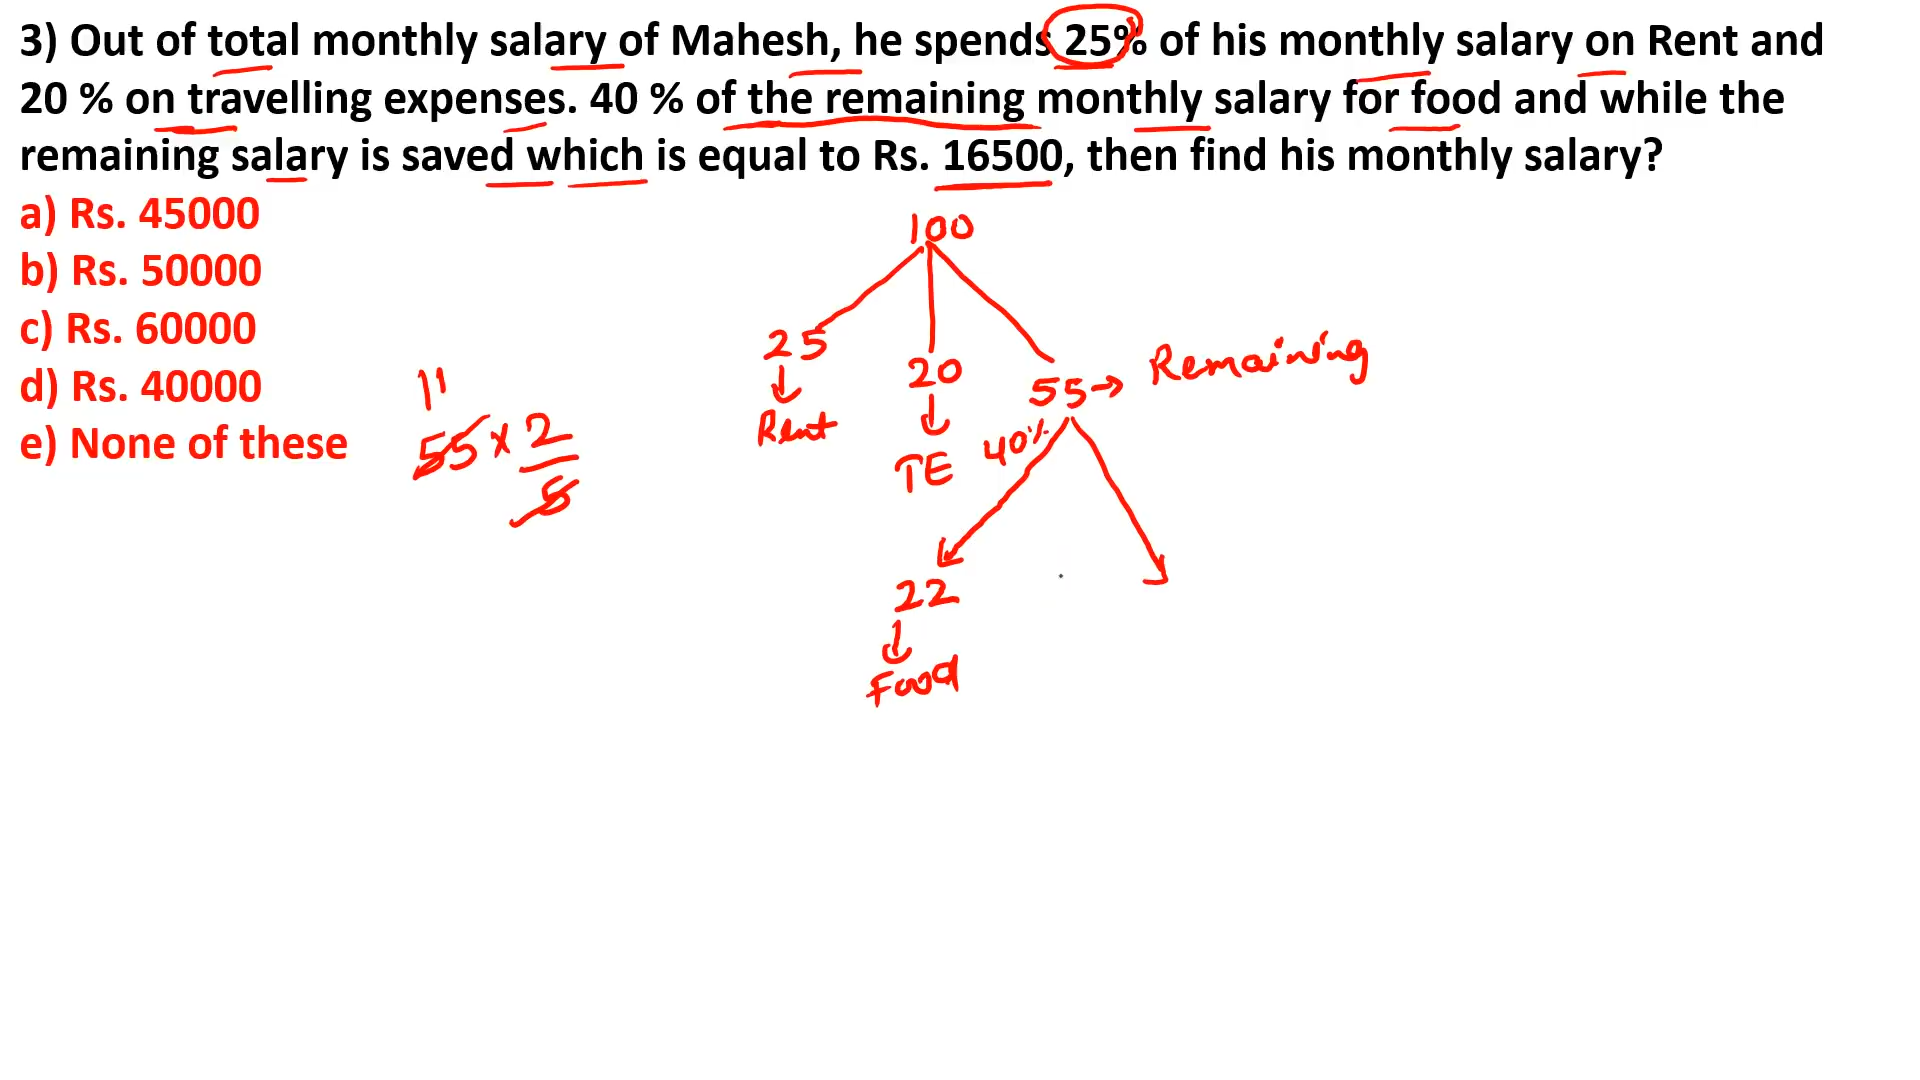 3) Out of total monthly salary of Mahesh, he spends 25% of his monthly salary on Rent and
20 % on travelling expenses. 40 % of the remaining monthly salary for food and while the
remaining salary is saved which is equal to Rs. 16500, then find his monthly salary?
a) Rs. 45000
b) Rs. 50000
c) Rs. 60000
d) Rs. 40000
e) None of these
11
55 × 2
5
100
25
20
55 → Remaining
Rent
40%
TE
22
Food